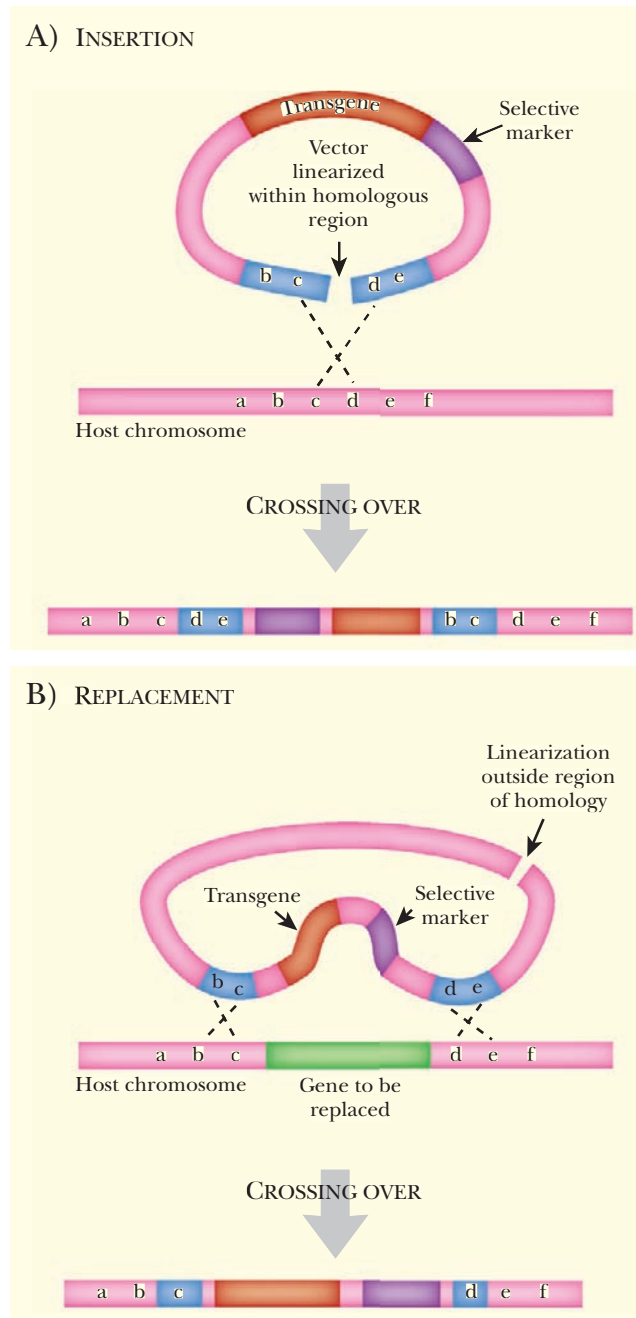 A) INSERTION
Transgene
Selective
marker
Vector
linearized
within homologous
region
b c d e
a b c d e f
Host chromosome
CROSSING OVER
a b c d e b c d e f
B) REPLACEMENT
Linearization
outside region
of homology
Transgene
Selective
marker
b c d e
a b c d e f
Host chromosome
Gene to be
replaced
CROSSING OVER
a b c d e f